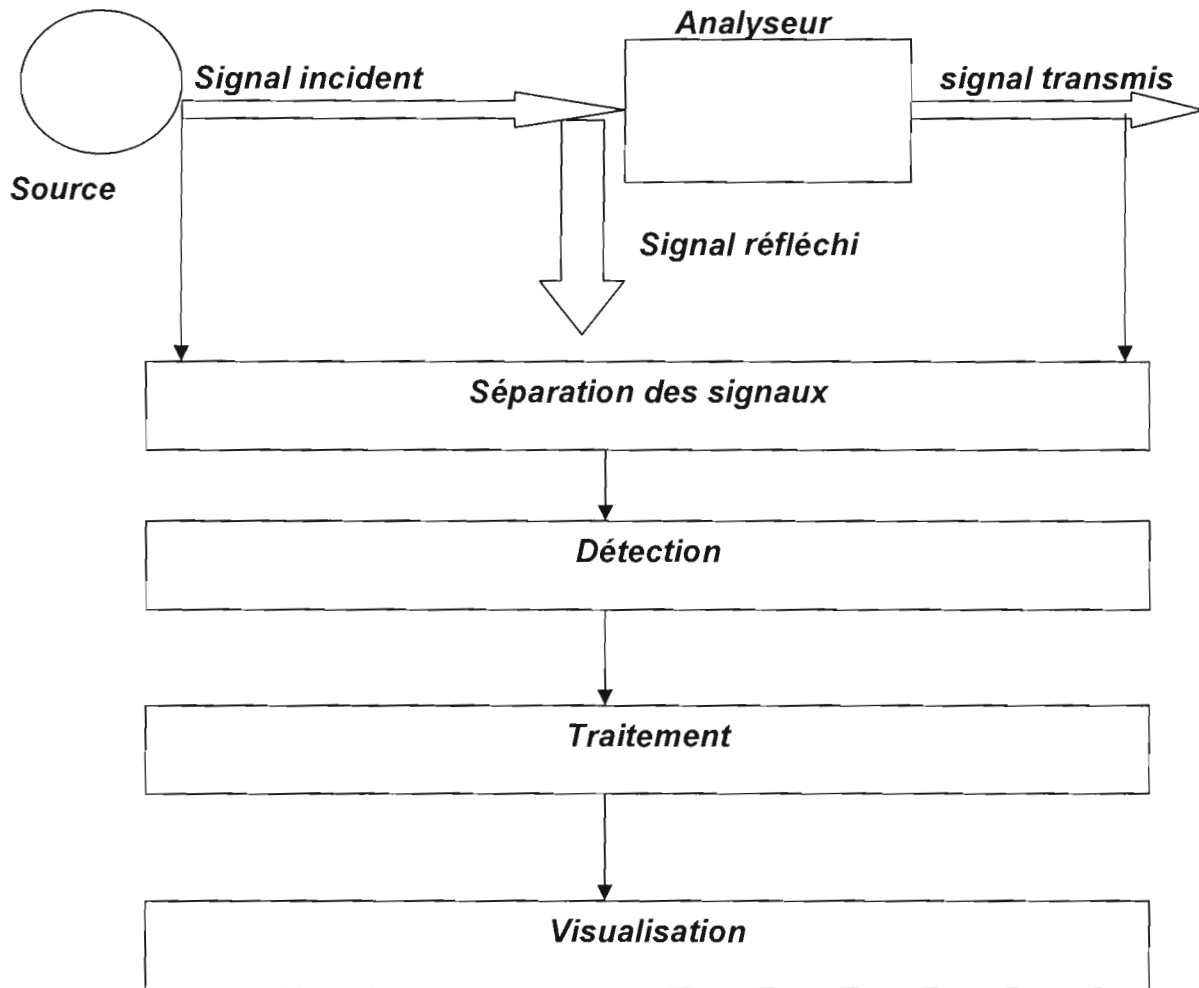 Analyseur
Signal incident
signal transmis
Source
Signal réfléchi
Séparation des signaux
Détection
Traitement
Visualisation